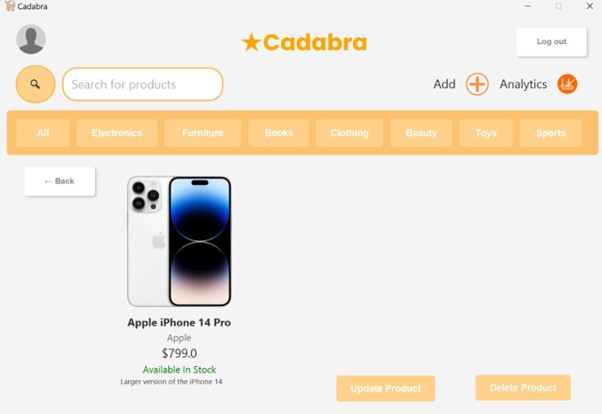 Cadabra
★Cadabra
Log out
Search for products
Add
Analytics
All
Electronics
Furniture
Books
Clothing
Beauty
Toys
Sports
← Back
Apple iPhone 14 Pro
Apple
$799.0
Available In Stock
Larger version of the iPhone 14
Update Product
Delete Product